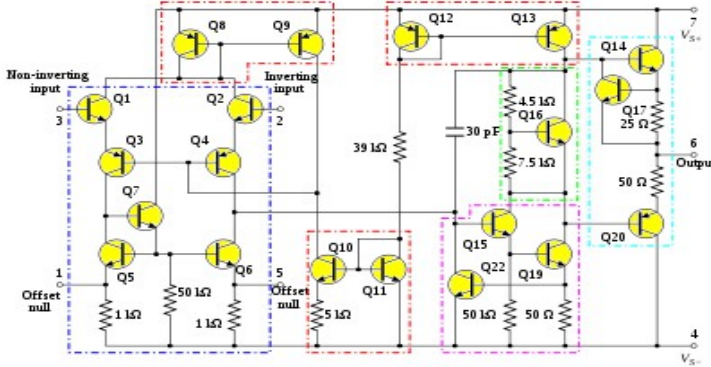 Q8
Q9
Q12
Q13
7
VS+
Q14
Non-inverting
input
Inverting
input
Q1
Q2
3
2
4.5 kΩ
Q16
Q17
25 Ω
Q3
Q4
39 kΩ
30 pF
7.5 kΩ
6
Output
Q7
50 Ω
Q15
Q20
Q10
Q22
Q19
1
Q5
Q6
5
Q11
Offset
null
Offset
null
50 kΩ
1 kΩ
1 kΩ
5 kΩ
50 kΩ
50 Ω
4
VS−